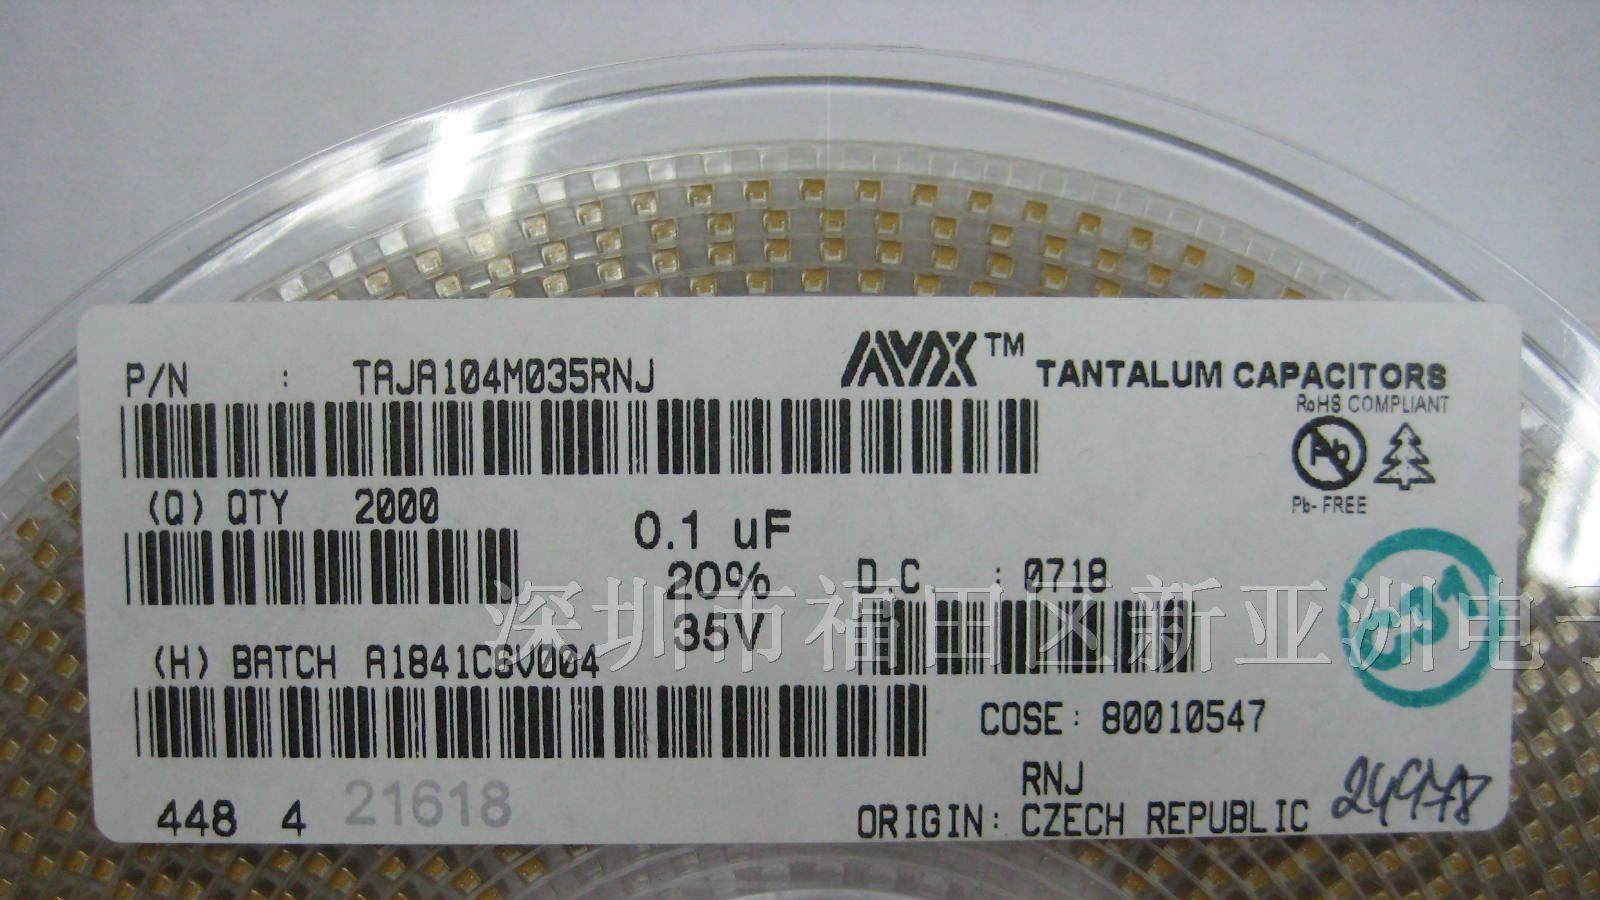 P/N : TAJA104M035RNJ
AVX™ TANTALUM CAPACITORS
RoHS COMPLIANT
Pb
Pb-FREE
(Q) QTY 2000
0.1 uF
20%
35V
D.C : 0718
深圳市福田区新亚洲电子
(H) BATCH A1841CGV004
COSE: 80010547
RNJ
448 4 21618
ORIGIN: CZECH REPUBLIC
24978